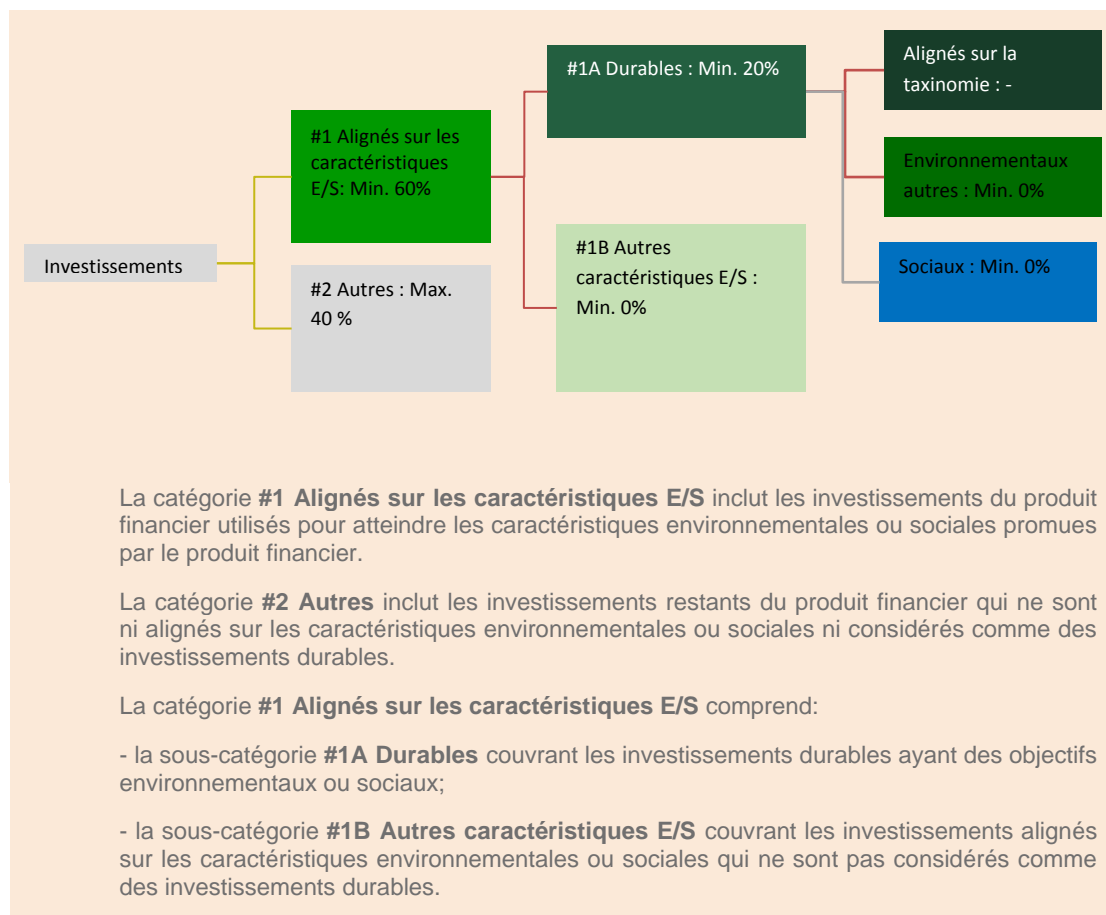 #1A Durables : Min. 20%
Alignés sur la
taxinomie : -
#1 Alignés sur les
caractéristiques
E/S: Min. 60%
Environnementaux
autres : Min. 0%
Investissements
#2 Autres : Max.
40 %
#1B Autres
caractéristiques E/S :
Min. 0%
Sociaux : Min. 0%
La catégorie #1 Alignés sur les caractéristiques E/S inclut les investissements du produit
financier utilisés pour atteindre les caractéristiques environnementales ou sociales promues
par le produit financier.
La catégorie #2 Autres inclut les investissements restants du produit financier qui ne sont
ni alignés sur les caractéristiques environnementales ou sociales ni considérés comme des
investissements durables.
La catégorie #1 Alignés sur les caractéristiques E/S comprend:
- la sous-catégorie #1A Durables couvrant les investissements durables ayant des objectifs
environnementaux ou sociaux;
- la sous-catégorie #1B Autres caractéristiques E/S couvrant les investissements alignés
sur les caractéristiques environnementales ou sociales qui ne sont pas considérés comme
des investissements durables.